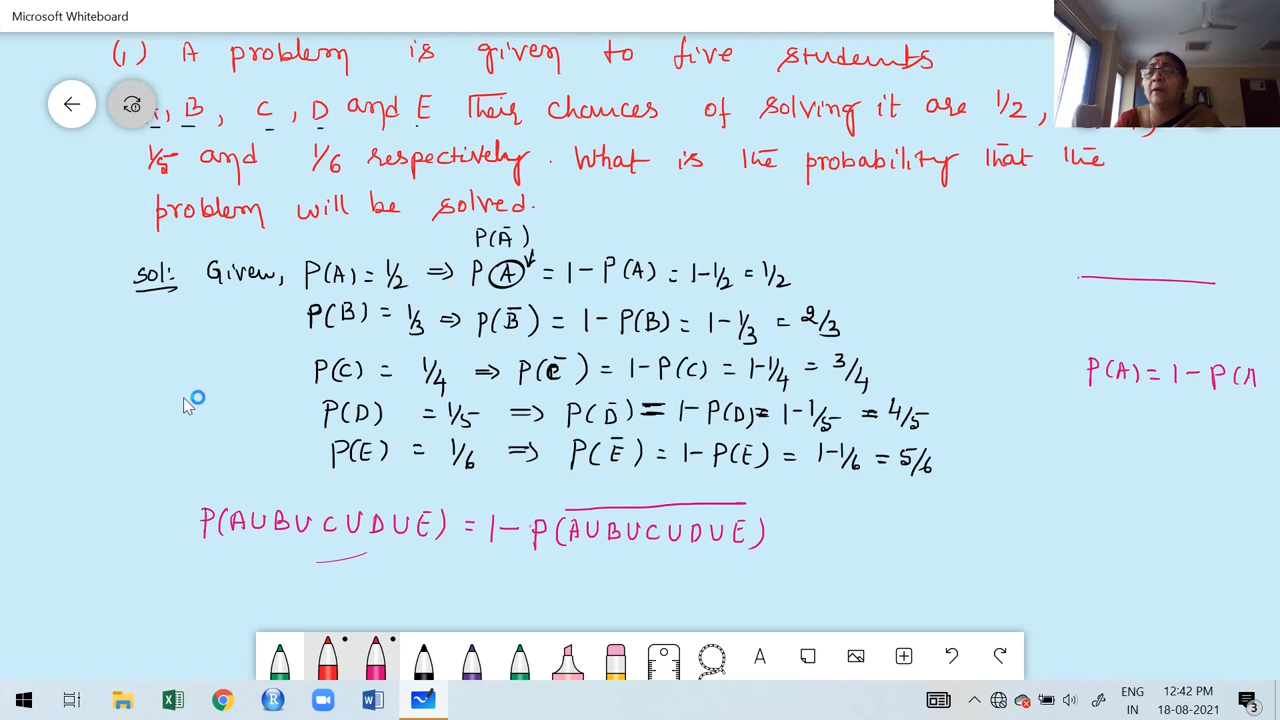 Microsoft Whiteboard
(i) A problem is given to five students
, B, C, D and E Their chances of solving it are 1/2,
1/5 and 1/6 respectively. What is the probability that the
problem will be solved.
P(Ā)
Sol: Given, P(A) = 1/2 ⇒ P(A) = 1 - P(A) = 1-1/2 = 1/2
P(B) = 1/3 ⇒ P(B̄) = 1 - P(B) = 1 - 1/3 = 2/3
P(C) = 1/4 ⇒ P(C̄) = 1 - P(C) = 1-1/4 = 3/4
P(A) = 1 - P(A
P(D) = 1/5 ⇒ P(D̄) = 1 - P(D) = 1 - 1/5 = 4/5
P(E) = 1/6 ⇒ P(Ē) = 1 - P(E) = 1-1/6 = 5/6
P(A∪B∪C∪D∪E) = 1 - P(A̅∪̅B̅∪̅C̅∪̅D̅∪̅E̅)
A
ENG
IN
12:42 PM
18-08-2021
3